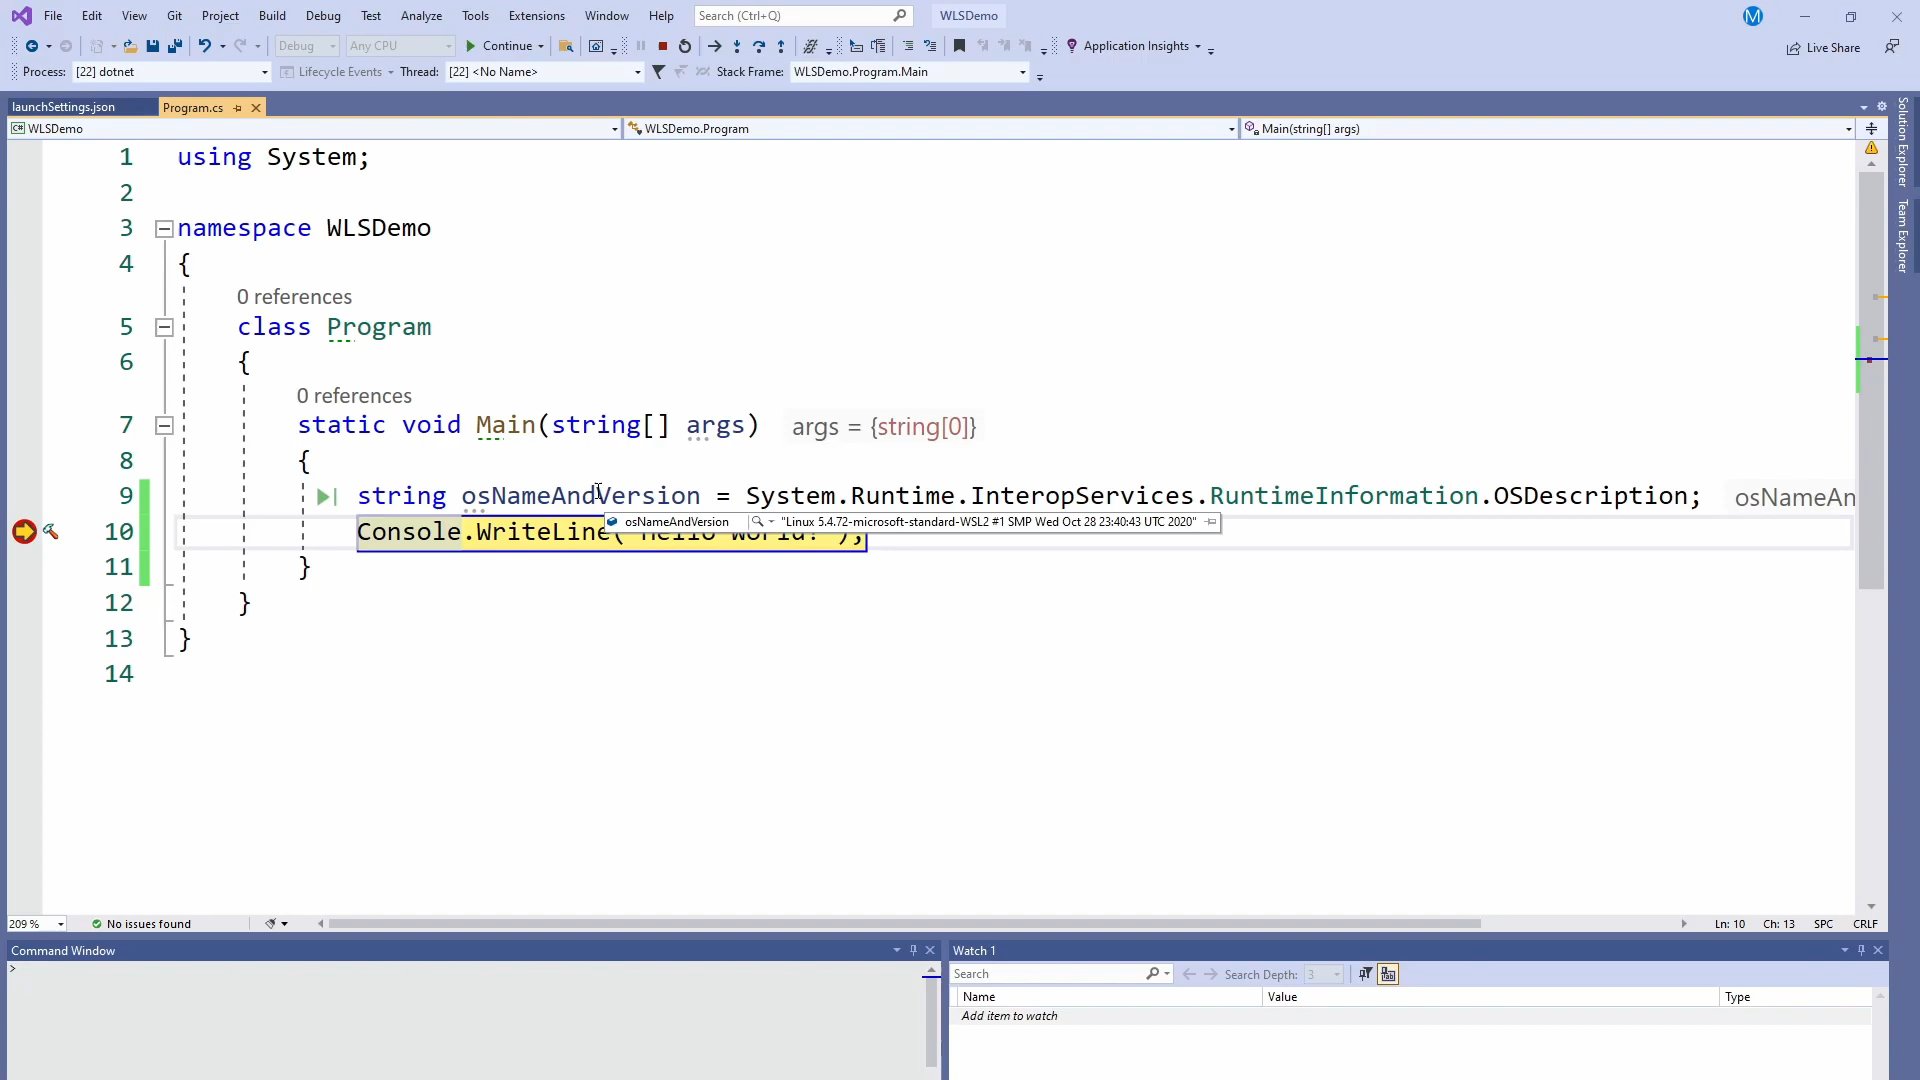 File Edit View Git Project Build Debug Test Analyze Tools Extensions Window Help Search (Ctrl+Q) WLSDemo M
Debug Any CPU Continue Application Insights Live Share
Process: [22] dotnet Lifecycle Events Thread: [22] <No Name> Stack Frame: WLSDemo.Program.Main
launchSettings.json Program.cs
C# WLSDemo WLSDemo.Program Main(string[] args)
1 using System;
2
3 namespace WLSDemo
4 {
0 references
5 class Program
6 {
0 references
7 static void Main(string[] args) args = {string[0]}
8 {
9 string osNameAndVersion = System.Runtime.InteropServices.RuntimeInformation.OSDescription; osNameAn
osNameAndVersion "Linux 5.4.72-microsoft-standard-WSL2 #1 SMP Wed Oct 28 23:40:43 UTC 2020"
10 Console.WriteLine("Hello World!");
11 }
12 }
13 }
14
209 % No issues found Ln: 10 Ch: 13 SPC CRLF
Command Window
>
Watch 1
Search Search Depth: 3
Name Value Type
Add item to watch
Solution Explorer
Team Explorer